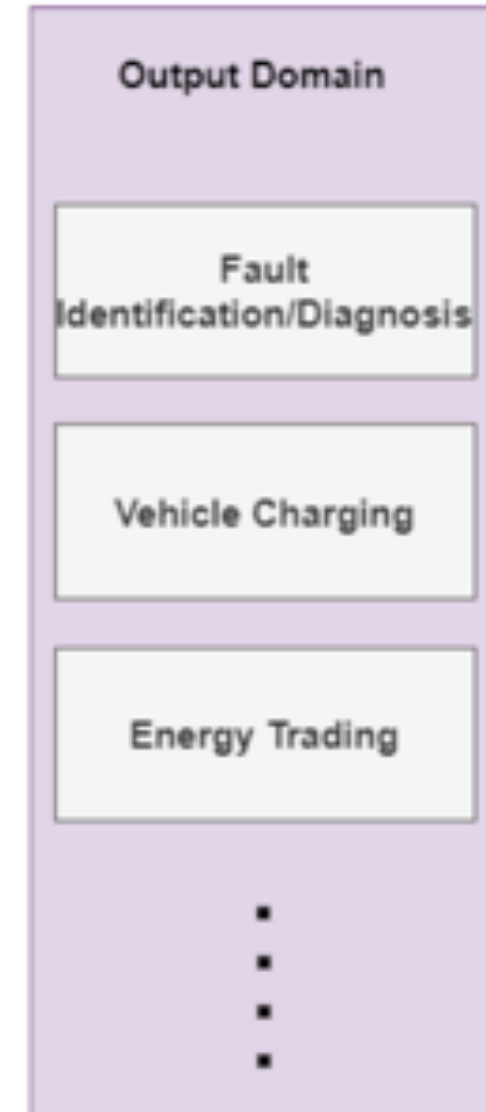 Output Domain
Fault
Identification/Diagnosis
Vehicle Charging
Energy Trading